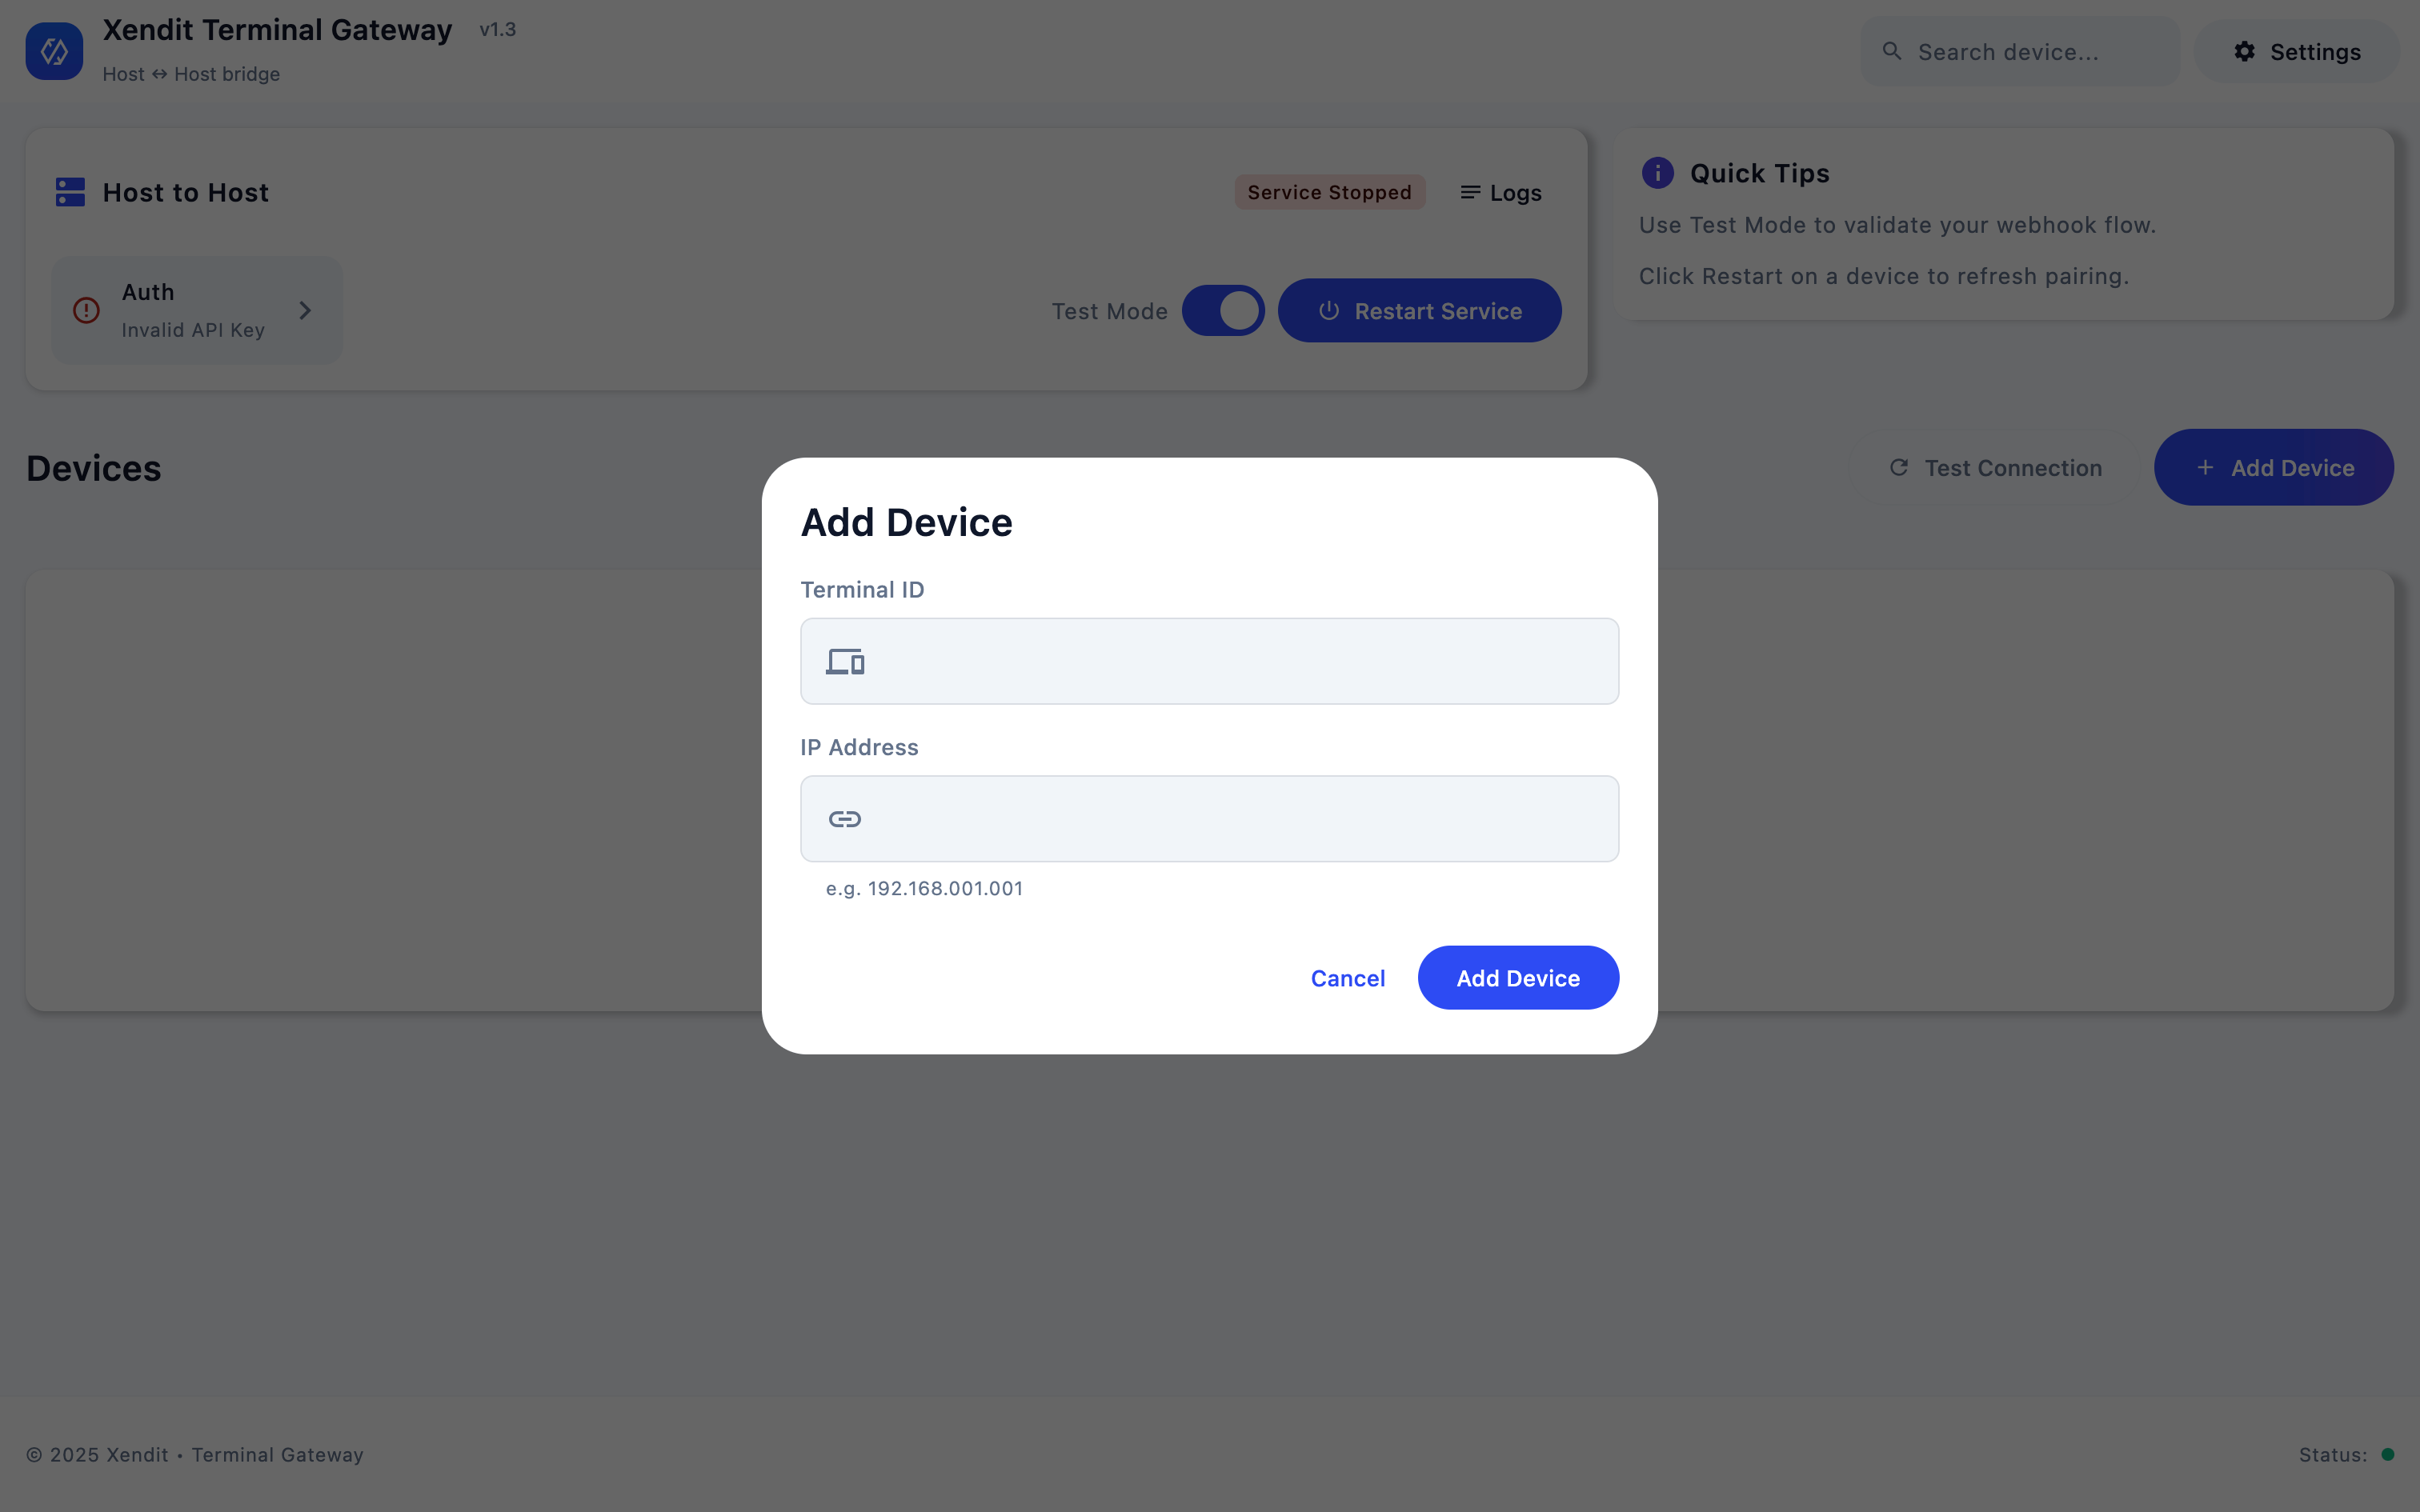 Xendit Terminal Gateway v1.3
Host ↔ Host bridge
Search device...
Settings
Host to Host
Service Stopped
Logs
Auth
Invalid API Key
Test Mode
Restart Service
Quick Tips
Use Test Mode to validate your webhook flow.
Click Restart on a device to refresh pairing.
Devices
Test Connection
+ Add Device
Add Device
Terminal ID
IP Address
e.g. 192.168.001.001
Cancel
Add Device
© 2025 Xendit • Terminal Gateway
Status: